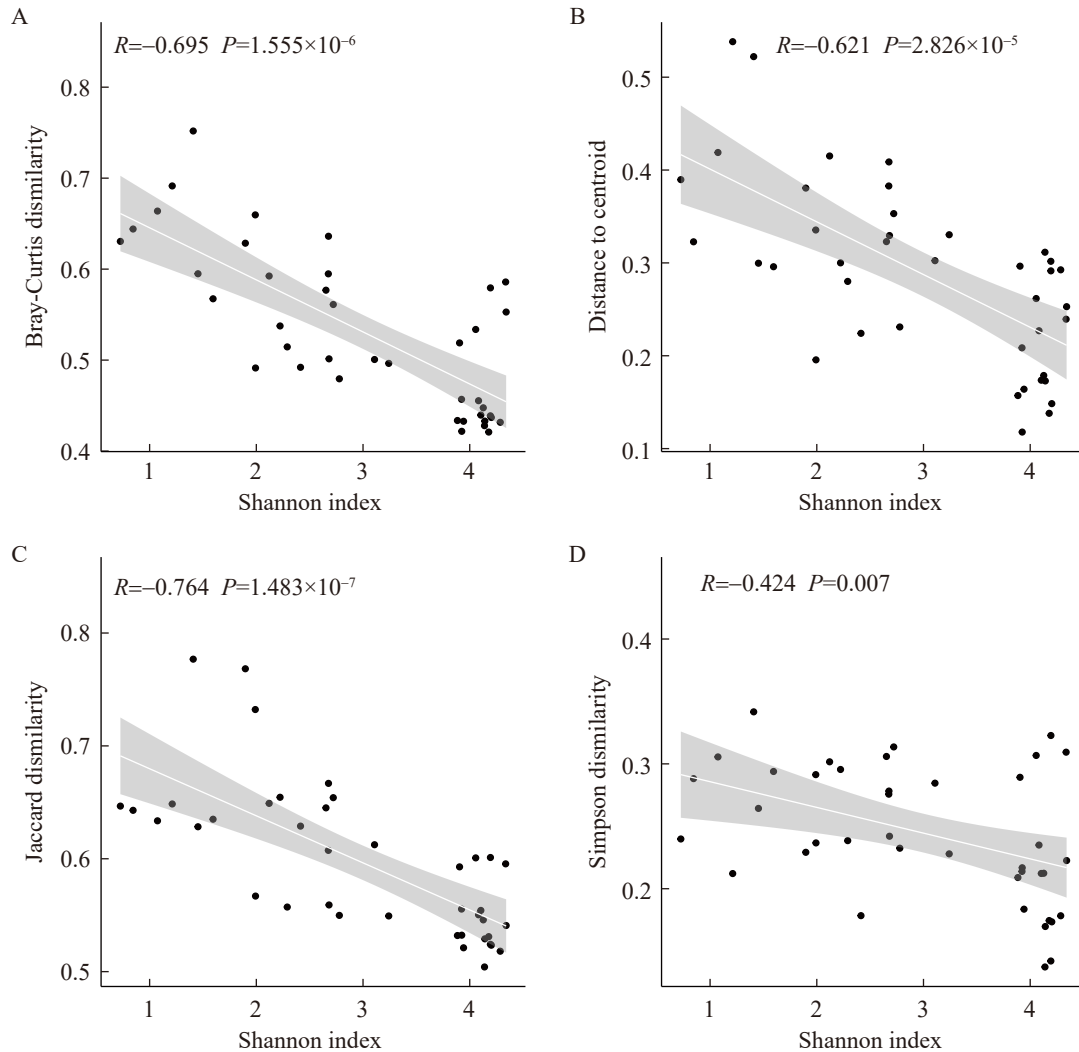 A
R=−0.695 P=1.555×10⁻⁶
0.8
0.7
0.6
0.5
0.4
Bray-Curtis dismilarity
1 2 3 4
Shannon index
B
R=−0.621 P=2.826×10⁻⁵
0.5
0.4
0.3
0.2
0.1
Distance to centroid
1 2 3 4
Shannon index
C
R=−0.764 P=1.483×10⁻⁷
0.8
0.7
0.6
0.5
Jaccard dismilarity
1 2 3 4
Shannon index
D
R=−0.424 P=0.007
0.4
0.3
0.2
Simpson dismilarity
1 2 3 4
Shannon index